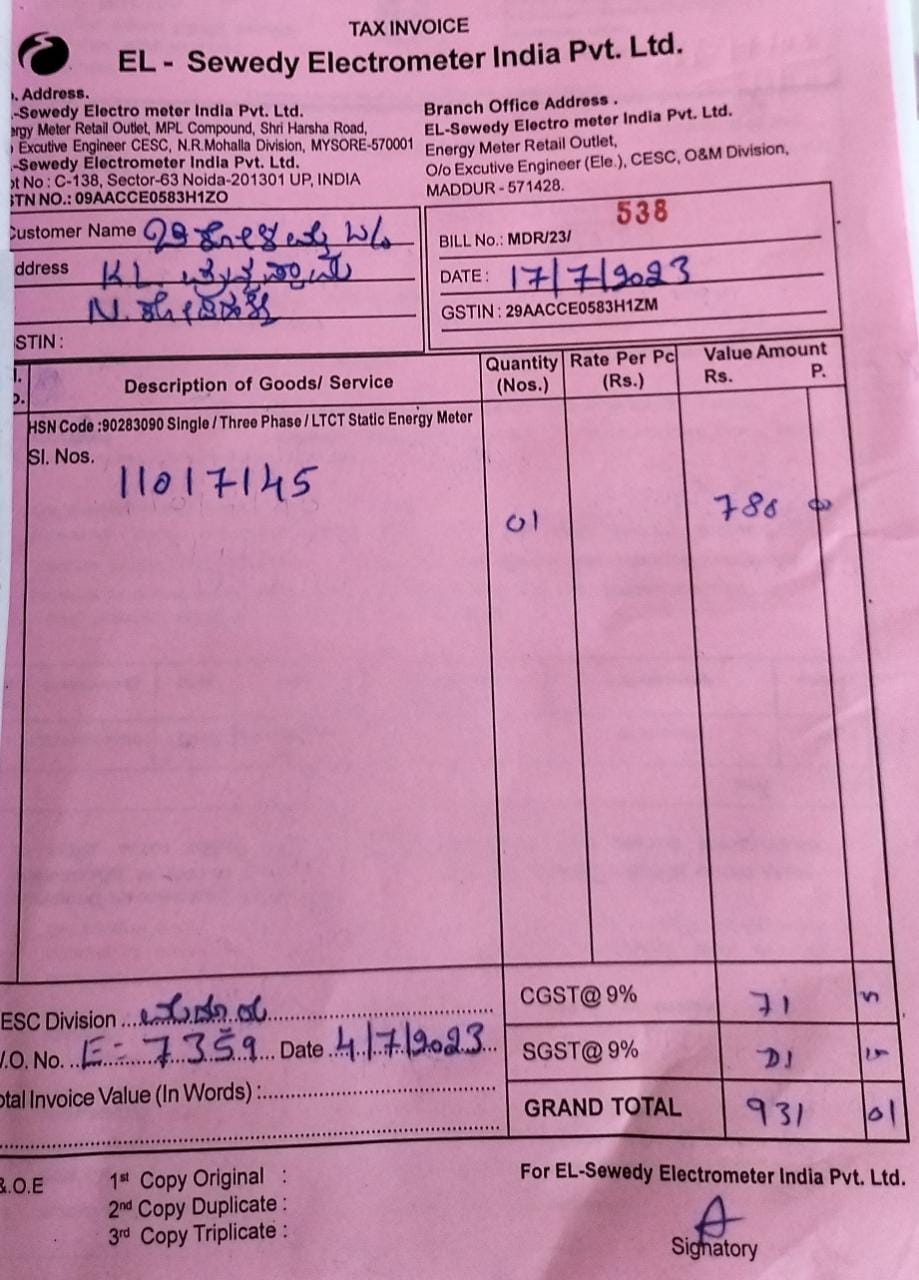 TAX INVOICE
EL - Sewedy Electrometer India Pvt. Ltd.
. Address.
-Sewedy Electro meter India Pvt. Ltd.
ergy Meter Retail Outlet, MPL Compound, Shri Harsha Road,
Excutive Engineer CESC, N.R.Mohalla Division, MYSORE-570001
-Sewedy Electrometer India Pvt. Ltd.
ot No : C-138, Sector-63 Noida-201301 UP, INDIA
STN NO.: 09AACCE0583H1ZO
Branch Office Address .
EL-Sewedy Electro meter India Pvt. Ltd.
Energy Meter Retail Outlet,
O/o Excutive Engineer (Ele.), CESC, O&M Division,
MADDUR - 571428.
Customer Name W/o
ddress KL.
N.
STIN :
538
BILL No.: MDR/23/
DATE : 17/7/2023
GSTIN : 29AACCE0583H1ZM
Description of Goods/ Service
Quantity (Nos.)
Rate Per Pc (Rs.)
Value Amount
Rs. P.
HSN Code :90283090 Single / Three Phase / LTCT Static Energy Meter
Sl. Nos.
11017145
01
ESC Division
.O. No. E- 7359 Date 4/7/2023
otal Invoice Value (In Words) :
CGST@ 9% 71
SGST@ 9%
GRAND TOTAL 931 01
&.O.E
1st Copy Original :
2nd Copy Duplicate :
3rd Copy Triplicate :
For EL-Sewedy Electrometer India Pvt. Ltd.
Signatory